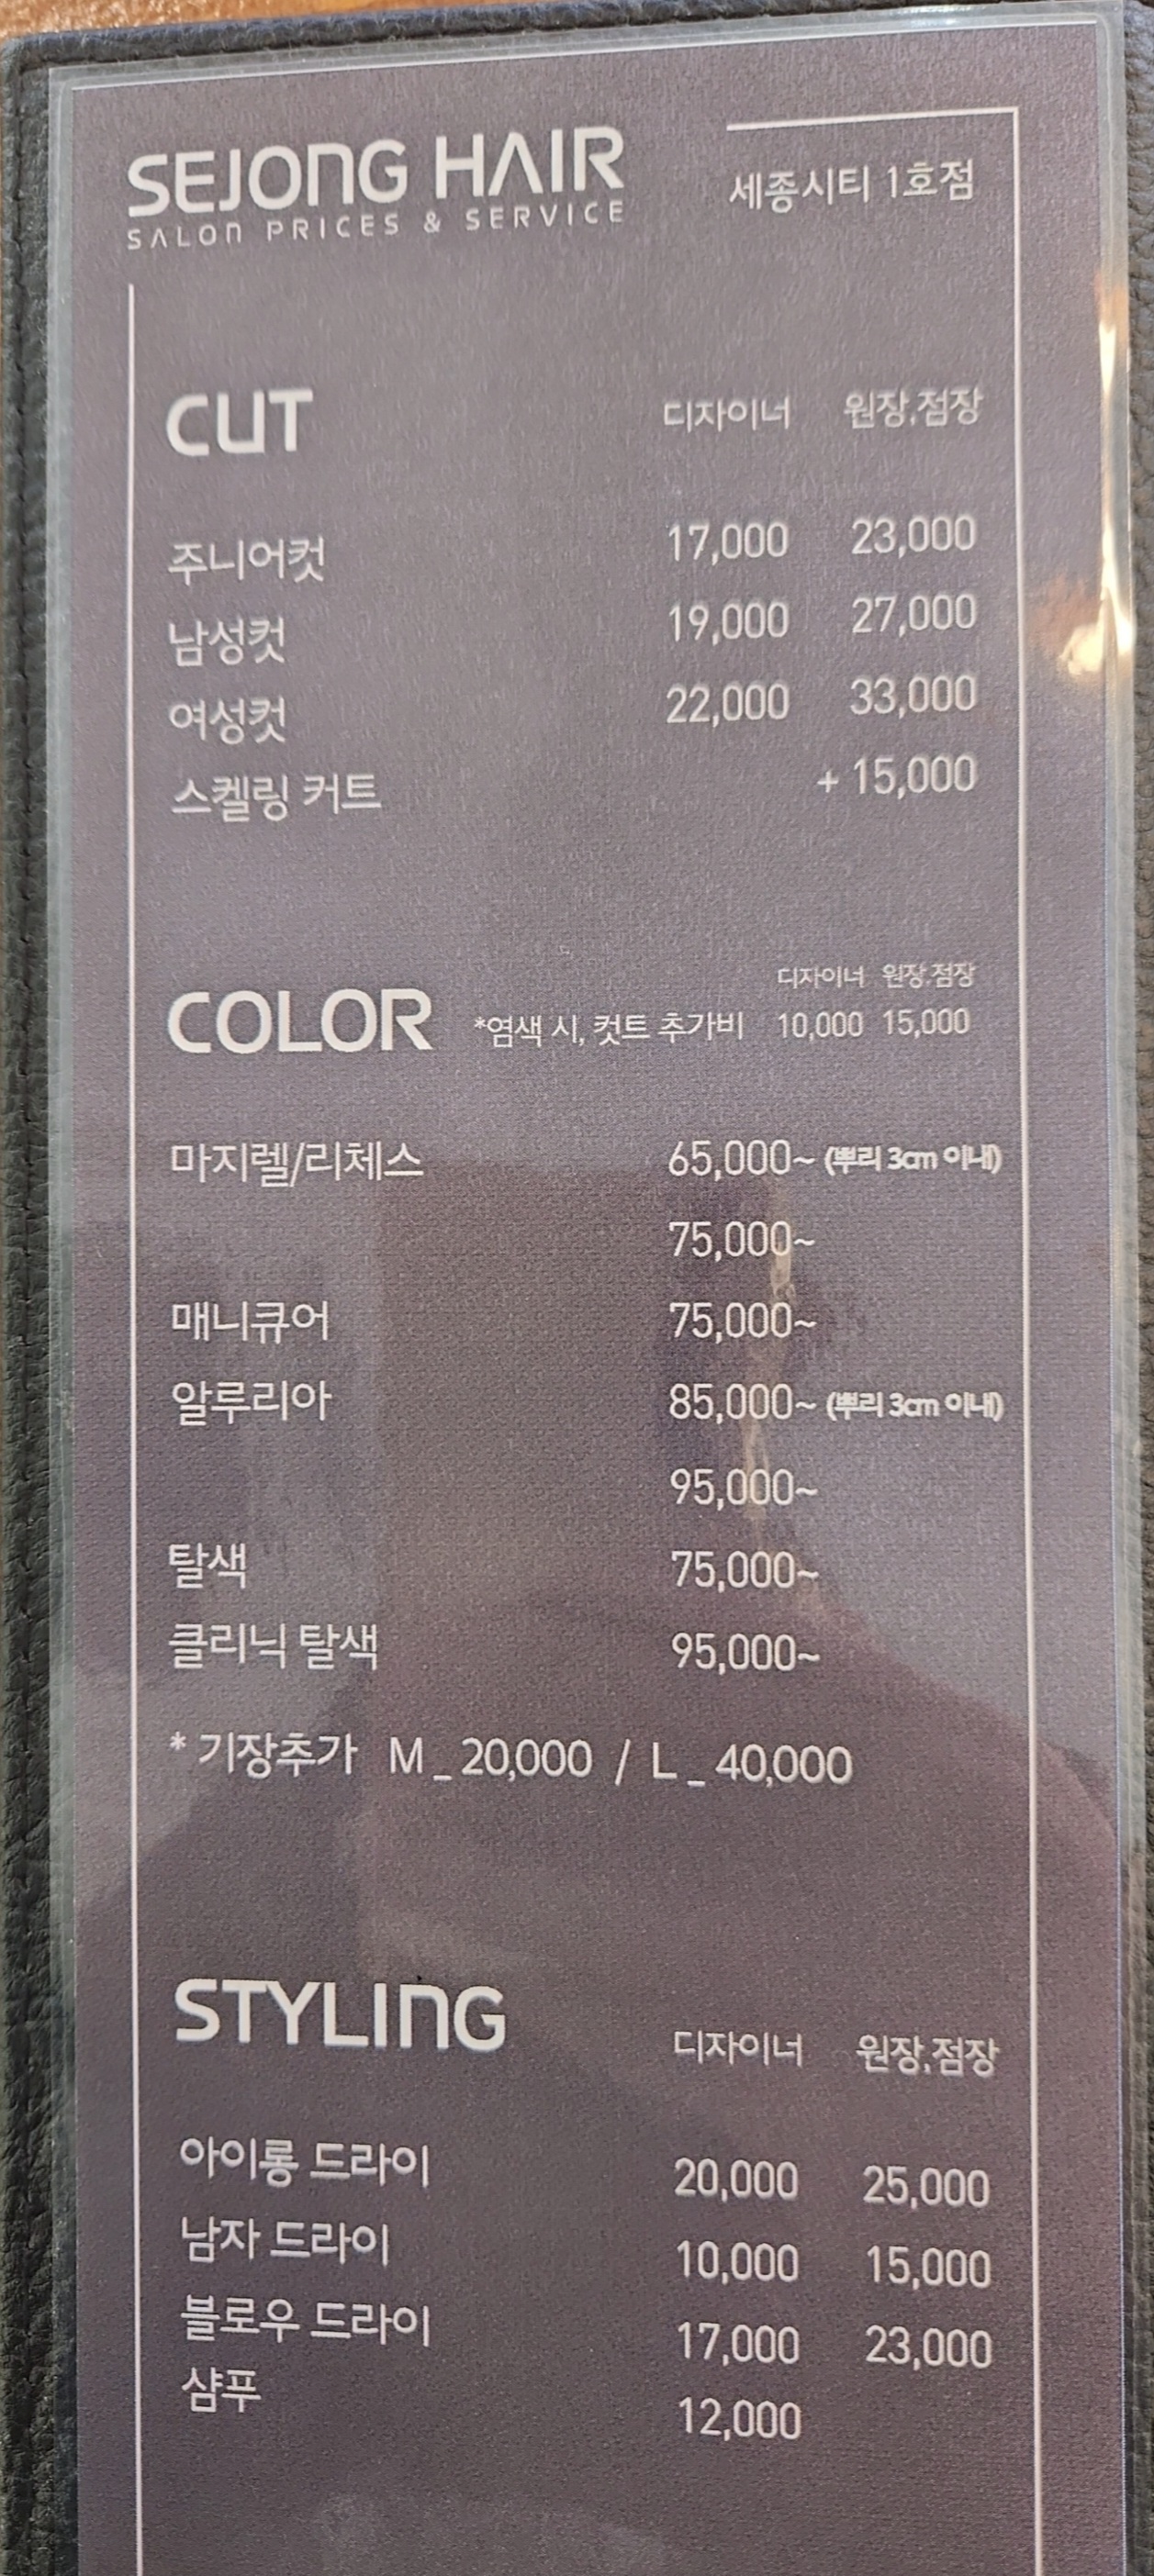 SEJONG HAIR
SALON PRICES & SERVICE
세종시티 1호점
CUT 디자이너 원장,점장
주니어컷 17,000 23,000
남성컷 19,000 27,000
여성컷 22,000 33,000
스켈링 커트 + 15,000
디자이너 원장,점장
COLOR *염색 시, 컷트 추가비 10,000 15,000
마지렐/리체스 65,000~ (뿌리 3cm 이내)
75,000~
매니큐어 75,000~
알루리아 85,000~ (뿌리 3cm 이내)
95,000~
탈색 75,000~
클리닉 탈색 95,000~
* 기장추가 M_20,000 / L_40,000
STYLING 디자이너 원장,점장
아이롱 드라이 20,000 25,000
남자 드라이 10,000 15,000
블로우 드라이 17,000 23,000
샴푸 12,000